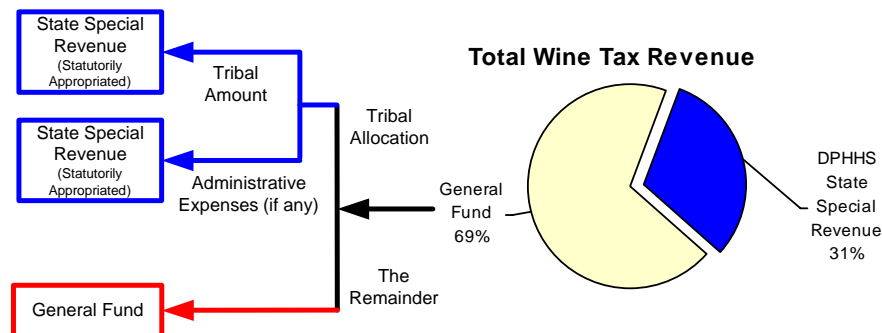 State Special
Revenue
(Statutorily
Appropriated)
Tribal
Amount
State Special
Revenue
(Statutorily
Appropriated)
Administrative
Expenses (if any)
Tribal
Allocation
The
Remainder
General Fund
Total Wine Tax Revenue
General
Fund
69%
DPHHS
State
Special
Revenue
31%